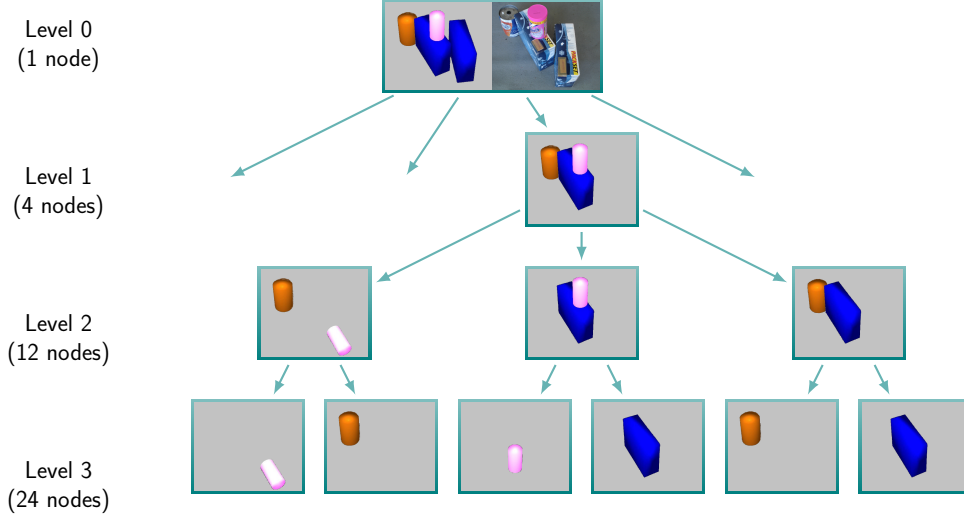 Level 0
(1 node)
Level 1
(4 nodes)
Level 2
(12 nodes)
Level 3
(24 nodes)